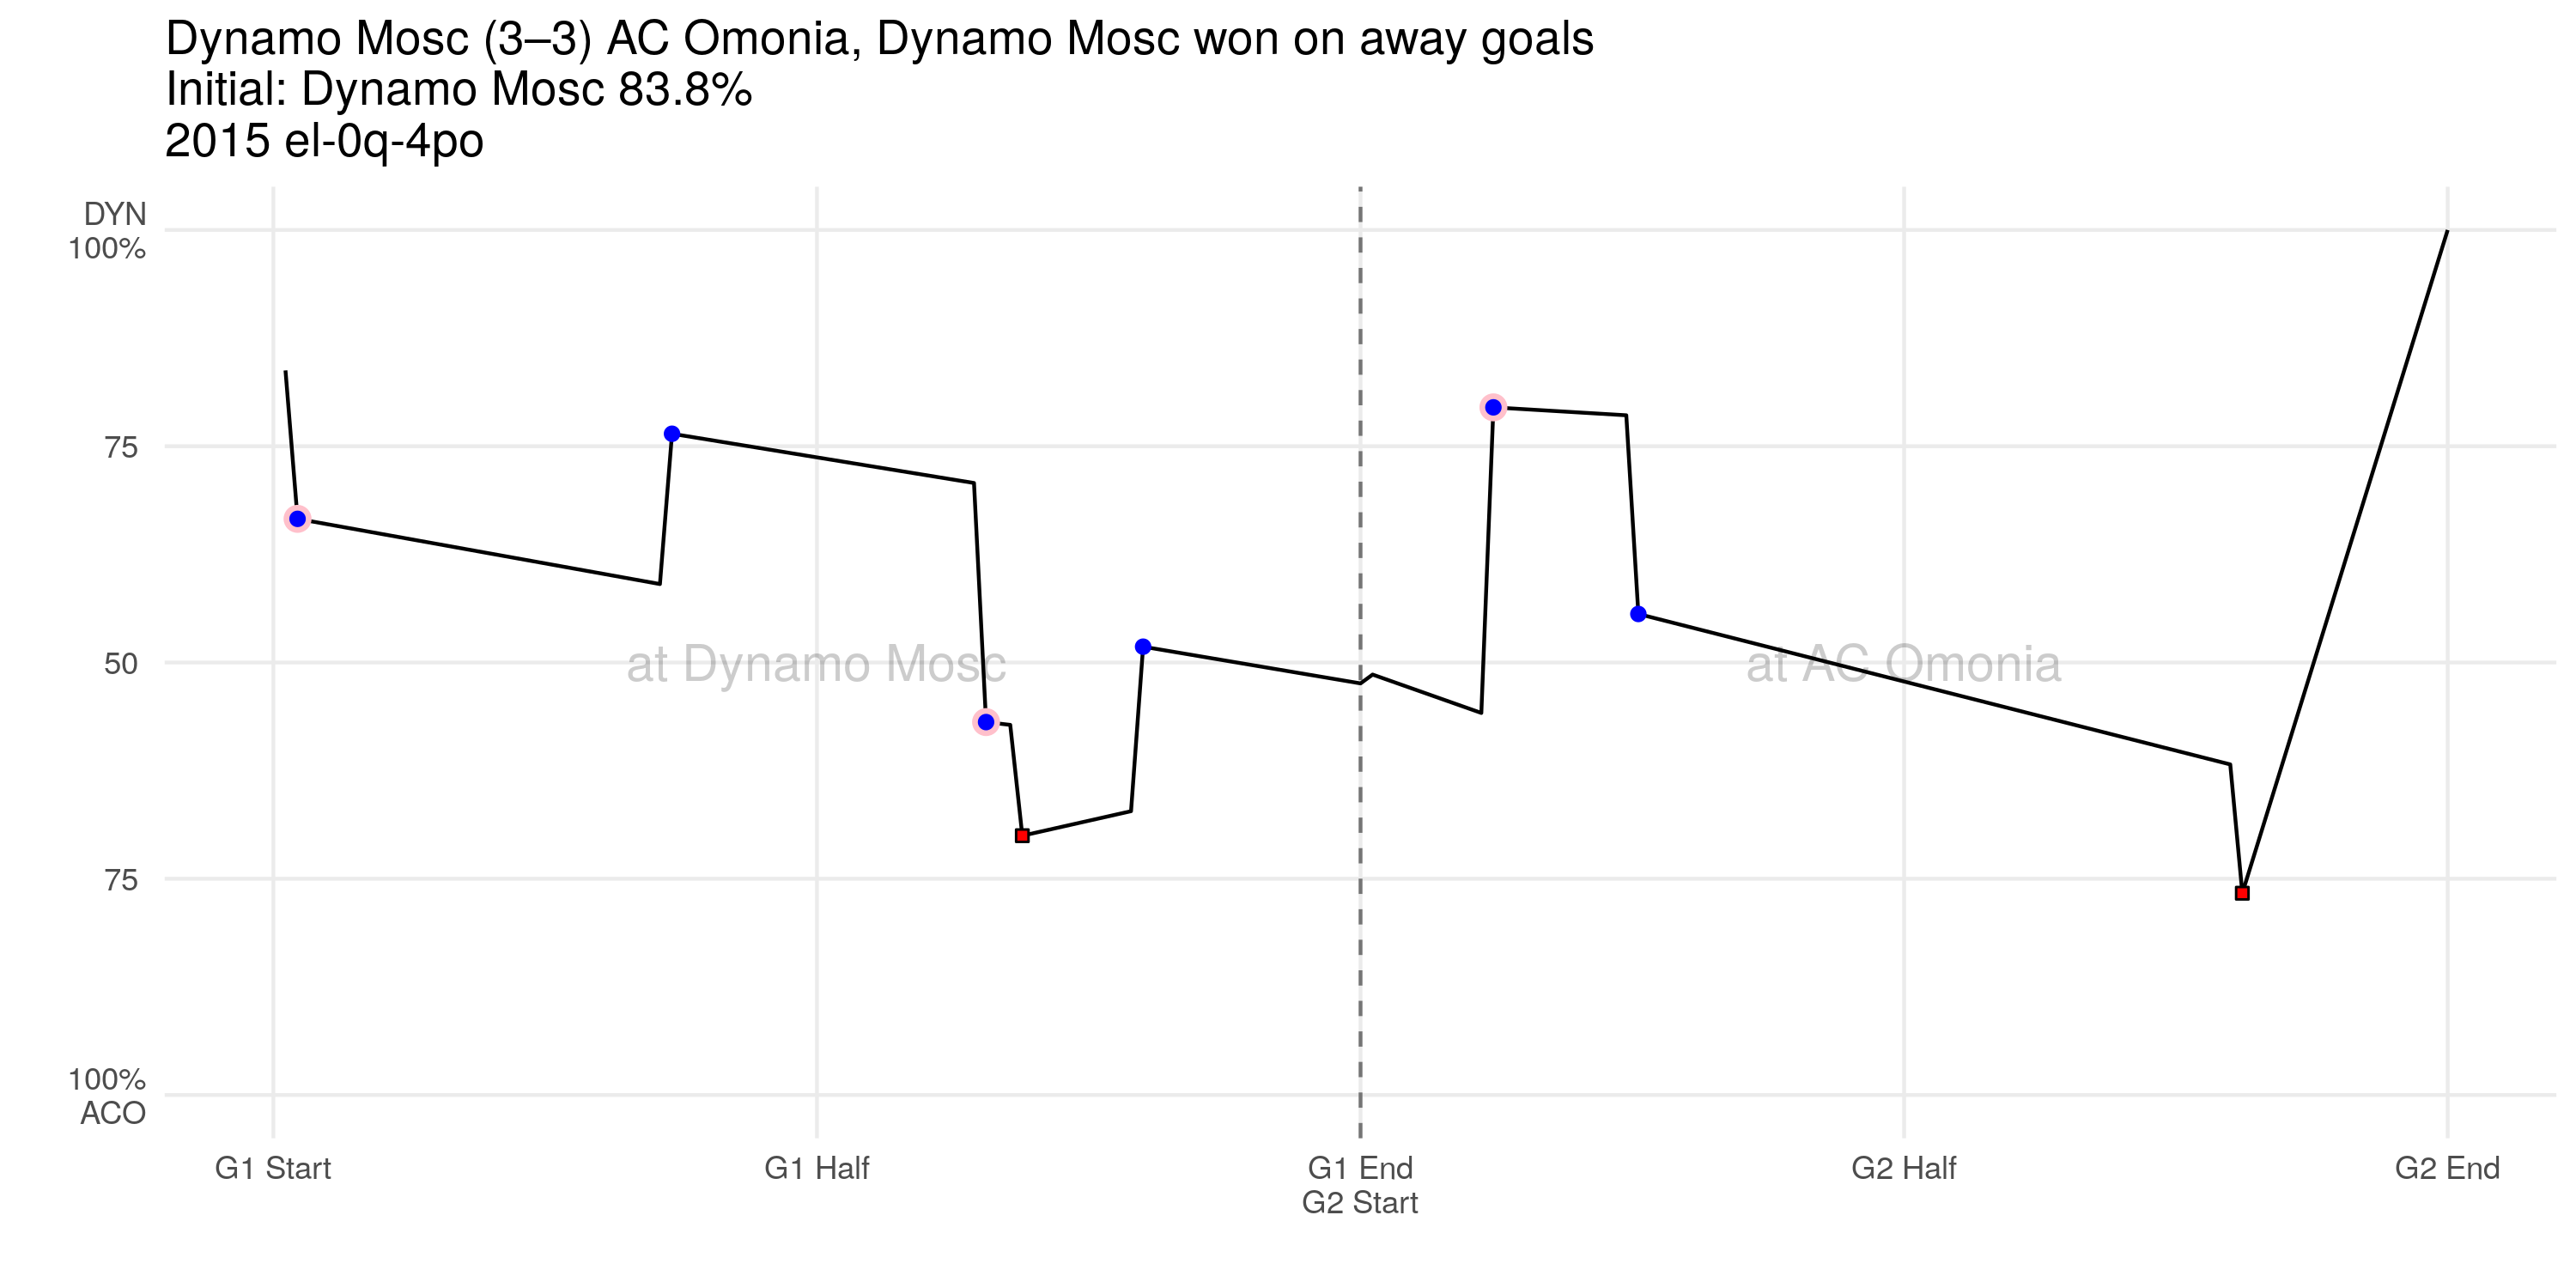 Dynamo Mosc (3–3) AC Omonia, Dynamo Mosc won on away goals
Initial: Dynamo Mosc 83.8%
2015 el-0q-4po
DYN
100%
75
50
75
100%
ACO
at Dynamo Mosc
at AC Omonia
G1 Start
G1 Half
G1 End
G2 Start
G2 Half
G2 End